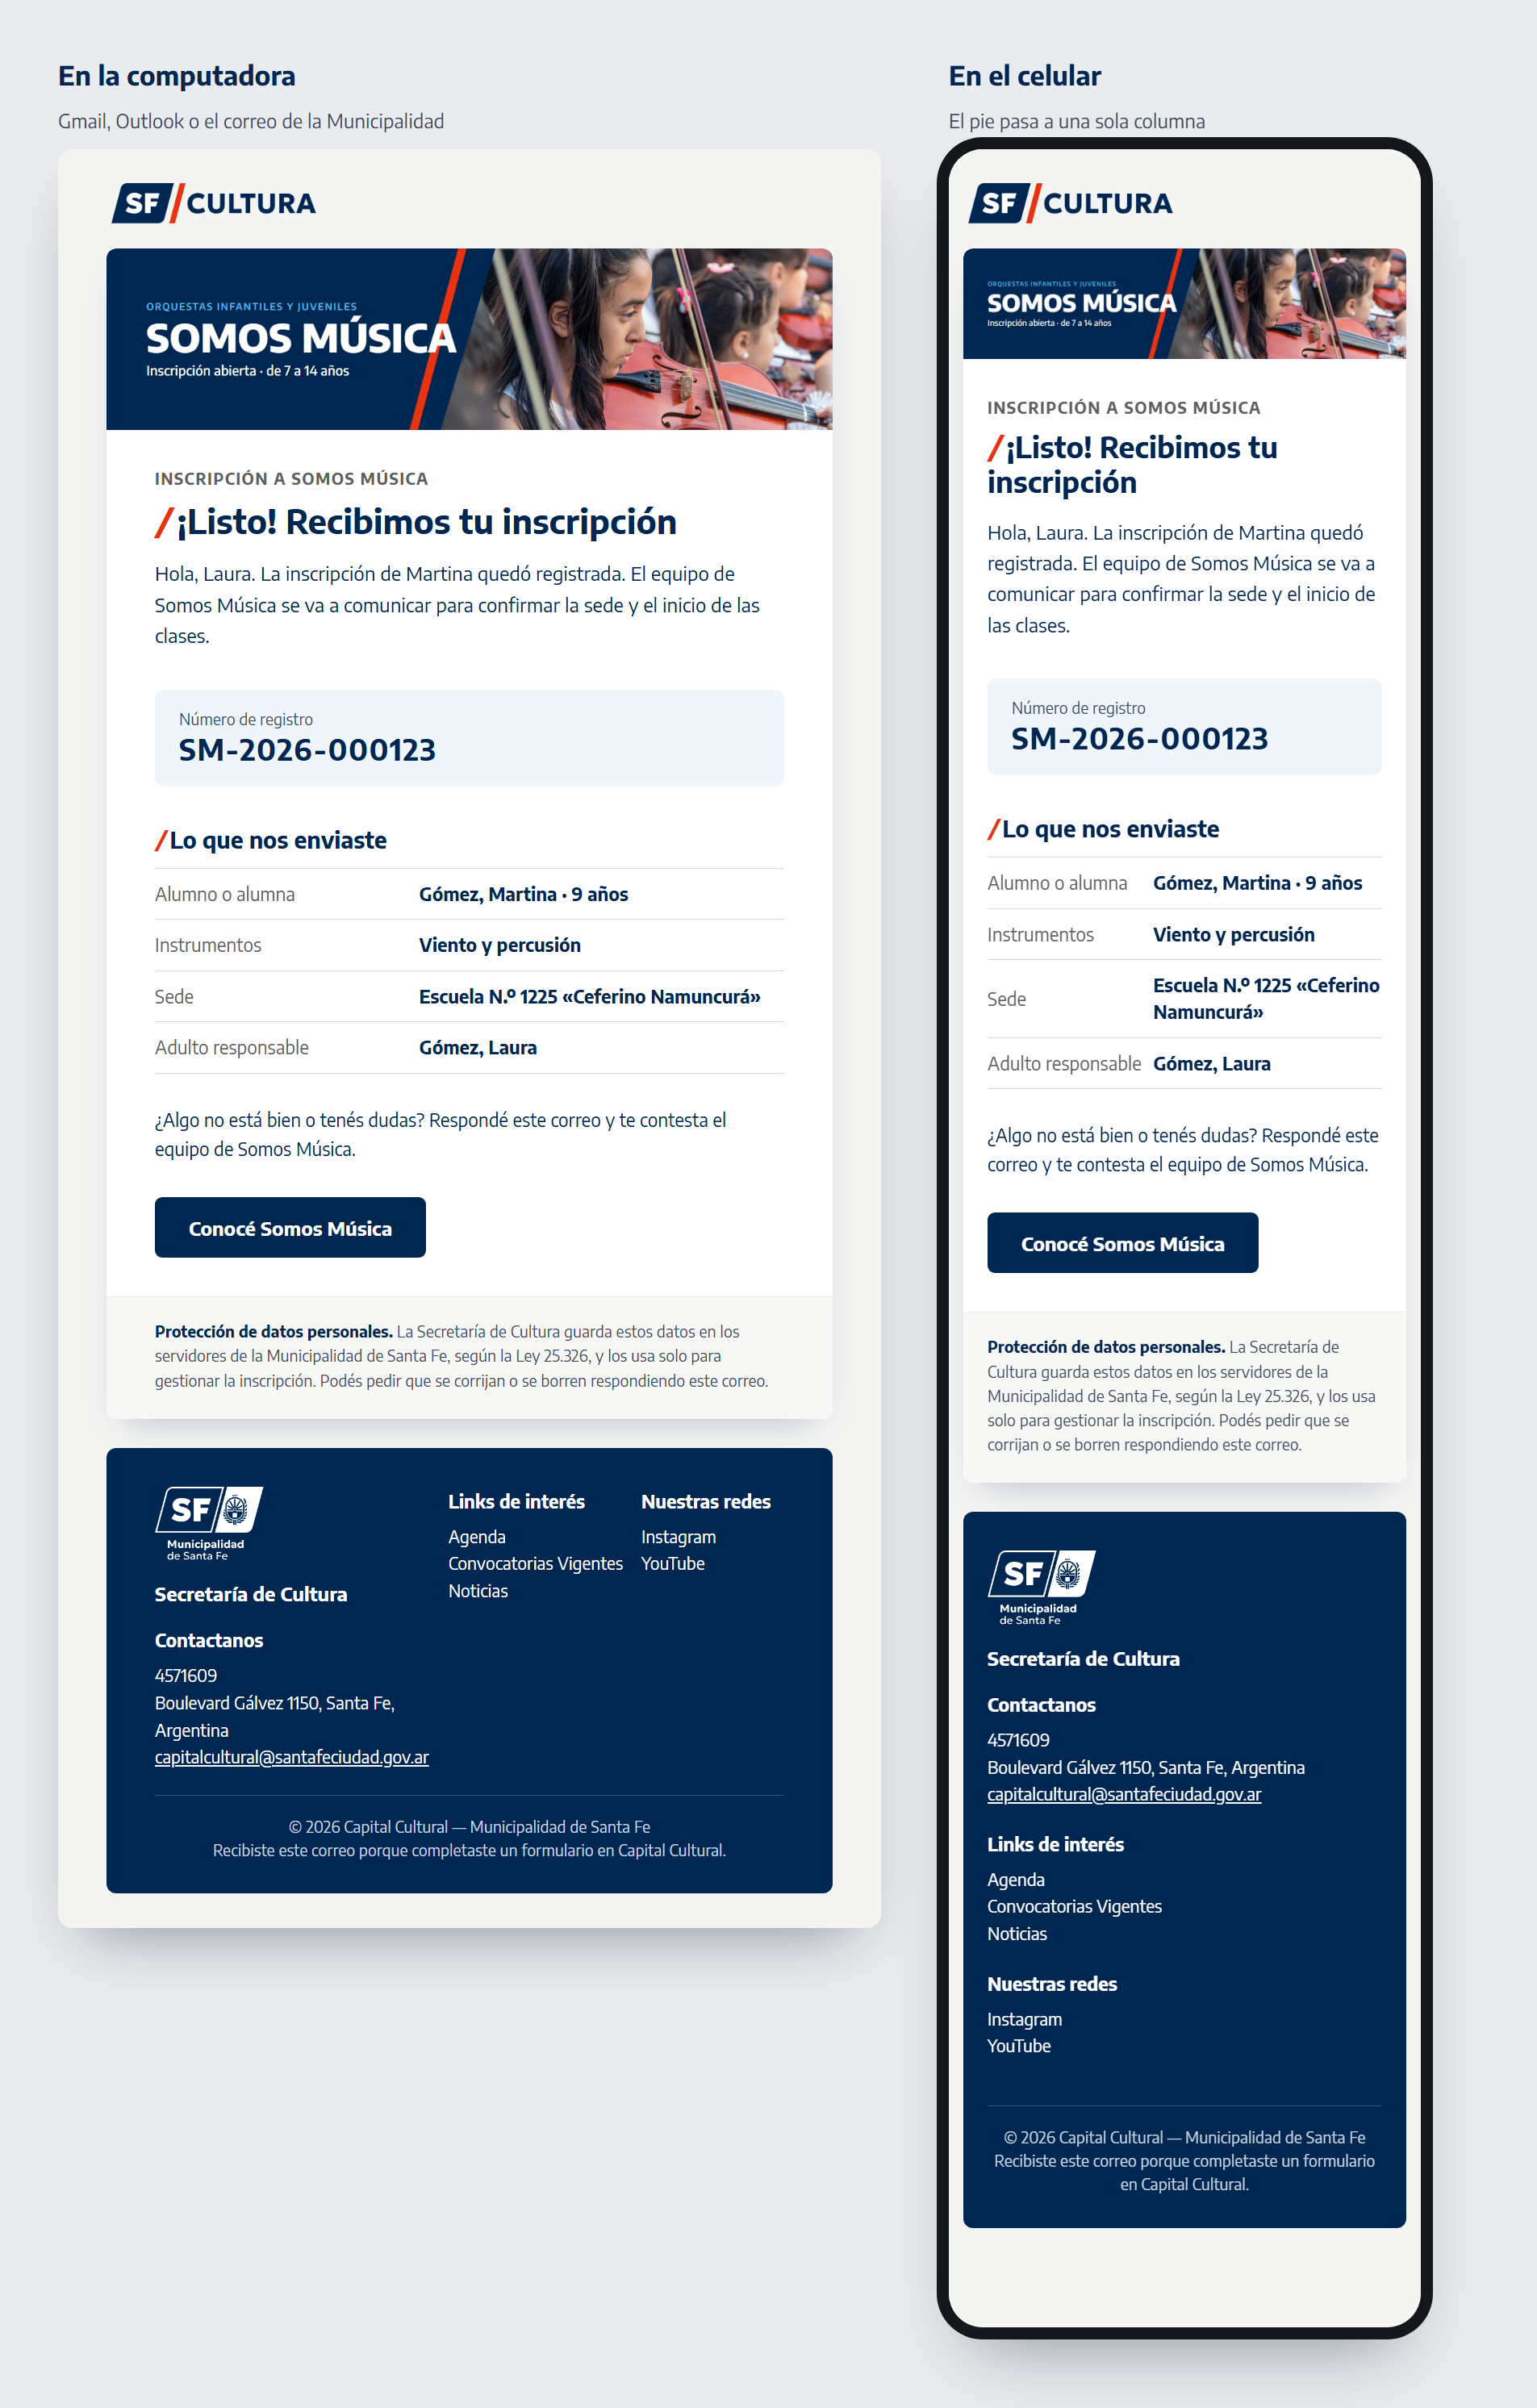 En la computadora
Gmail, Outlook o el correo de la Municipalidad
SF/CULTURA
ORQUESTAS INFANTILES Y JUVENILES
SOMOS MÚSICA
Inscripción abierta · de 7 a 14 años
INSCRIPCIÓN A SOMOS MÚSICA
/¡Listo! Recibimos tu inscripción
Hola, Laura. La inscripción de Martina quedó registrada. El equipo de
Somos Música se va a comunicar para confirmar la sede y el inicio de las
clases.
Número de registro
SM-2026-000123
/Lo que nos enviaste
Alumno o alumna Gómez, Martina · 9 años
Instrumentos Viento y percusión
Sede Escuela N.º 1225 «Ceferino Namuncurá»
Adulto responsable Gómez, Laura
¿Algo no está bien o tenés dudas? Respondé este correo y te contesta el
equipo de Somos Música.
Conocé Somos Música
Protección de datos personales. La Secretaría de Cultura guarda estos datos en los
servidores de la Municipalidad de Santa Fe, según la Ley 25.326, y los usa solo para
gestionar la inscripción. Podés pedir que se corrijan o se borren respondiendo este correo.
SF
Municipalidad
de Santa Fe
Secretaría de Cultura
Contactanos
4571609
Boulevard Gálvez 1150, Santa Fe,
Argentina
capitalcultural@santafeciudad.gov.ar
Links de interés
Agenda
Convocatorias Vigentes
Noticias
Nuestras redes
Instagram
YouTube
© 2026 Capital Cultural — Municipalidad de Santa Fe
Recibiste este correo porque completaste un formulario en Capital Cultural.
En el celular
El pie pasa a una sola columna
SF/CULTURA
ORQUESTAS INFANTILES Y JUVENILES
SOMOS MÚSICA
Inscripción abierta · de 7 a 14 años
INSCRIPCIÓN A SOMOS MÚSICA
/¡Listo! Recibimos tu
inscripción
Hola, Laura. La inscripción de Martina quedó
registrada. El equipo de Somos Música se va a
comunicar para confirmar la sede y el inicio de
las clases.
Número de registro
SM-2026-000123
/Lo que nos enviaste
Alumno o alumna Gómez, Martina · 9 años
Instrumentos Viento y percusión
Sede Escuela N.º 1225 «Ceferino
Namuncurá»
Adulto responsable Gómez, Laura
¿Algo no está bien o tenés dudas? Respondé este
correo y te contesta el equipo de Somos Música.
Conocé Somos Música
Protección de datos personales. La Secretaría de
Cultura guarda estos datos en los servidores de la
Municipalidad de Santa Fe, según la Ley 25.326, y los usa
solo para gestionar la inscripción. Podés pedir que se
corrijan o se borren respondiendo este correo.
SF
Municipalidad
de Santa Fe
Secretaría de Cultura
Contactanos
4571609
Boulevard Gálvez 1150, Santa Fe, Argentina
capitalcultural@santafeciudad.gov.ar
Links de interés
Agenda
Convocatorias Vigentes
Noticias
Nuestras redes
Instagram
YouTube
© 2026 Capital Cultural — Municipalidad de Santa Fe
Recibiste este correo porque completaste un formulario
en Capital Cultural.